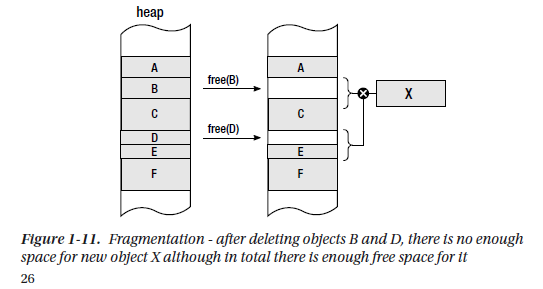 heap
A
B
C
D
E
F
free(B)
free(D)
A
C
E
F
X
Figure 1-11. Fragmentation - after deleting objects B and D, there is no enough
space for new object X although in total there is enough free space for it
26